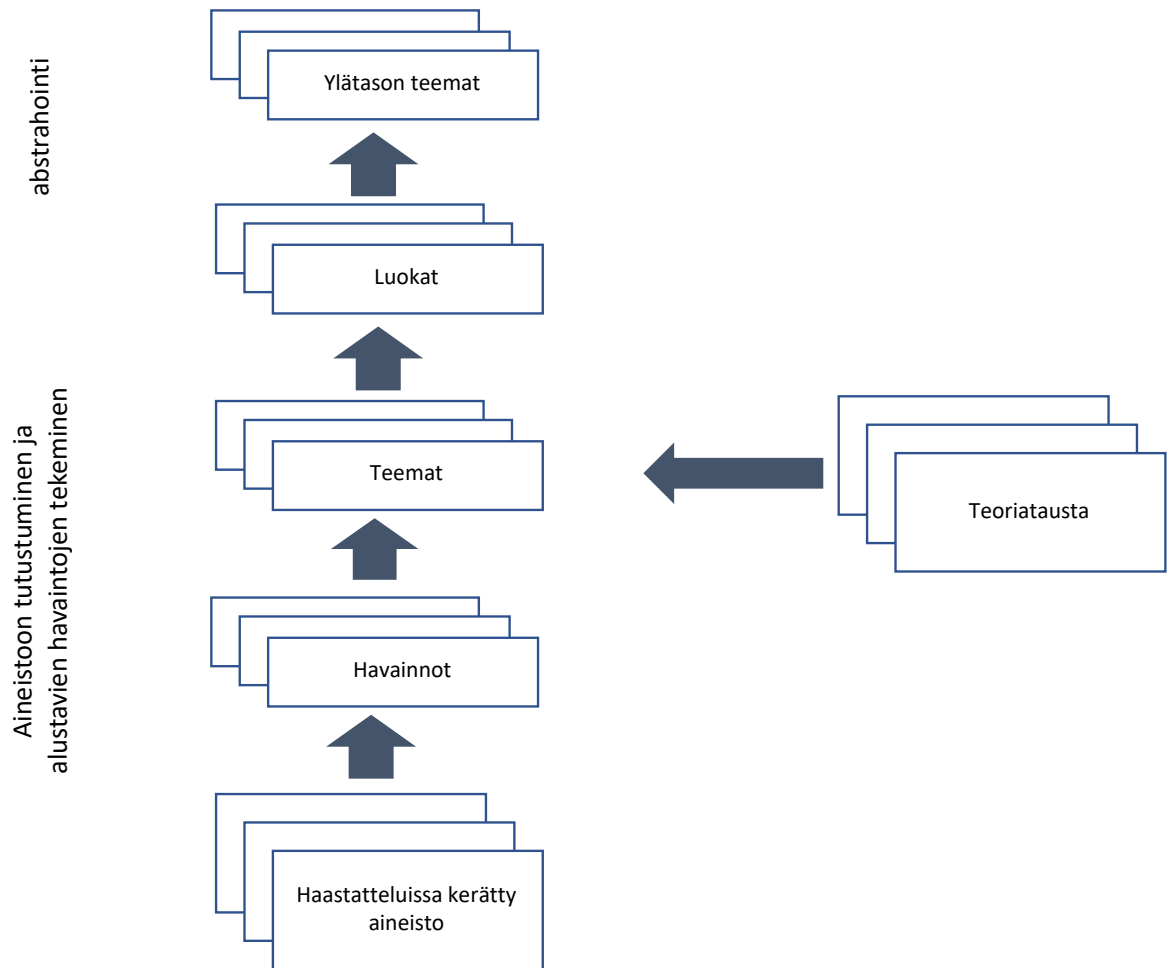 abstrahointi
Ylätason teemat
Luokat
Aineistoon tutustuminen ja
alustavien havaintojen tekeminen
Teemat
Teoriatausta
Havainnot
Haastatteluissa kerätty
aineisto